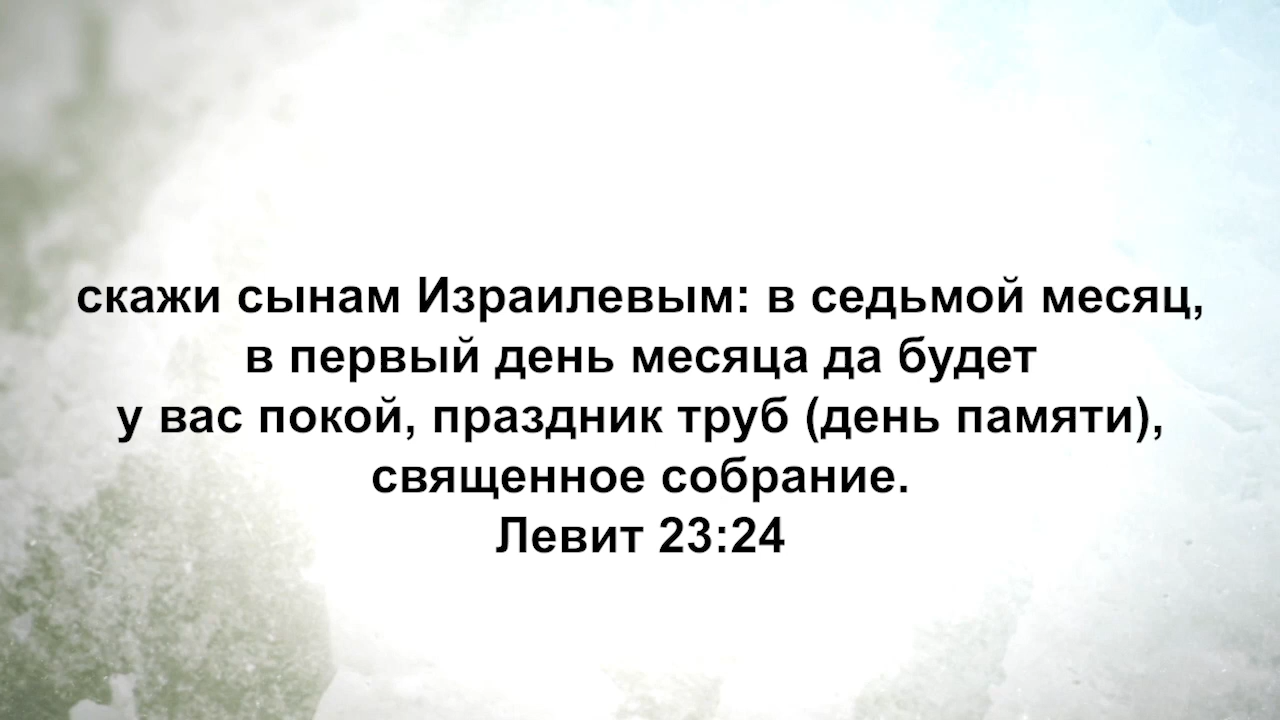 скажи сынам Израилевым: в седьмой месяц,
в первый день месяца да будет
у вас покой, праздник труб (день памяти),
священное собрание.
Левит 23:24